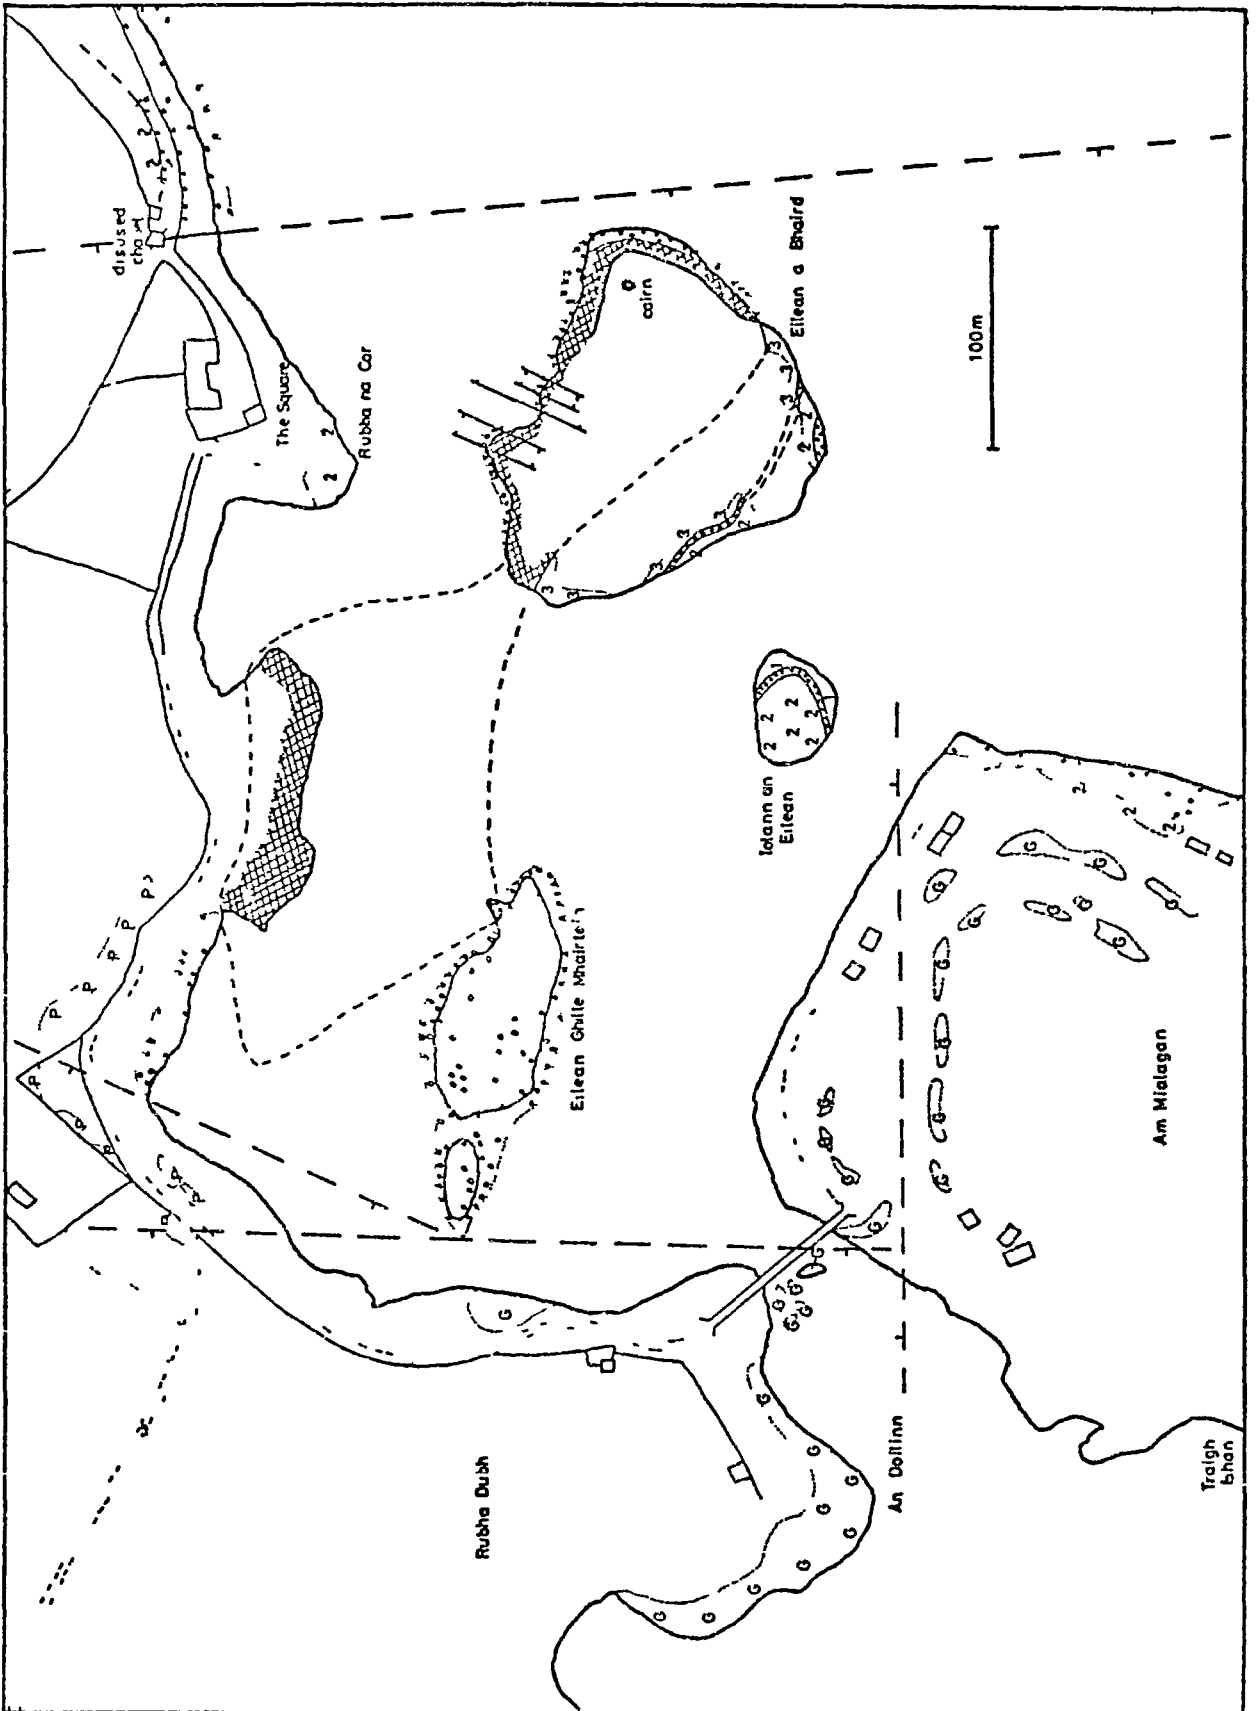 disused
chapel
The Square
Rubha na Cor
cairn
Eilean a Bhaird
100m
Iolann an
Eilean
Eilean Ghille Mhairtein
Am Mialagan
Rubha Dubh
An Doilinn
Traigh
bhan